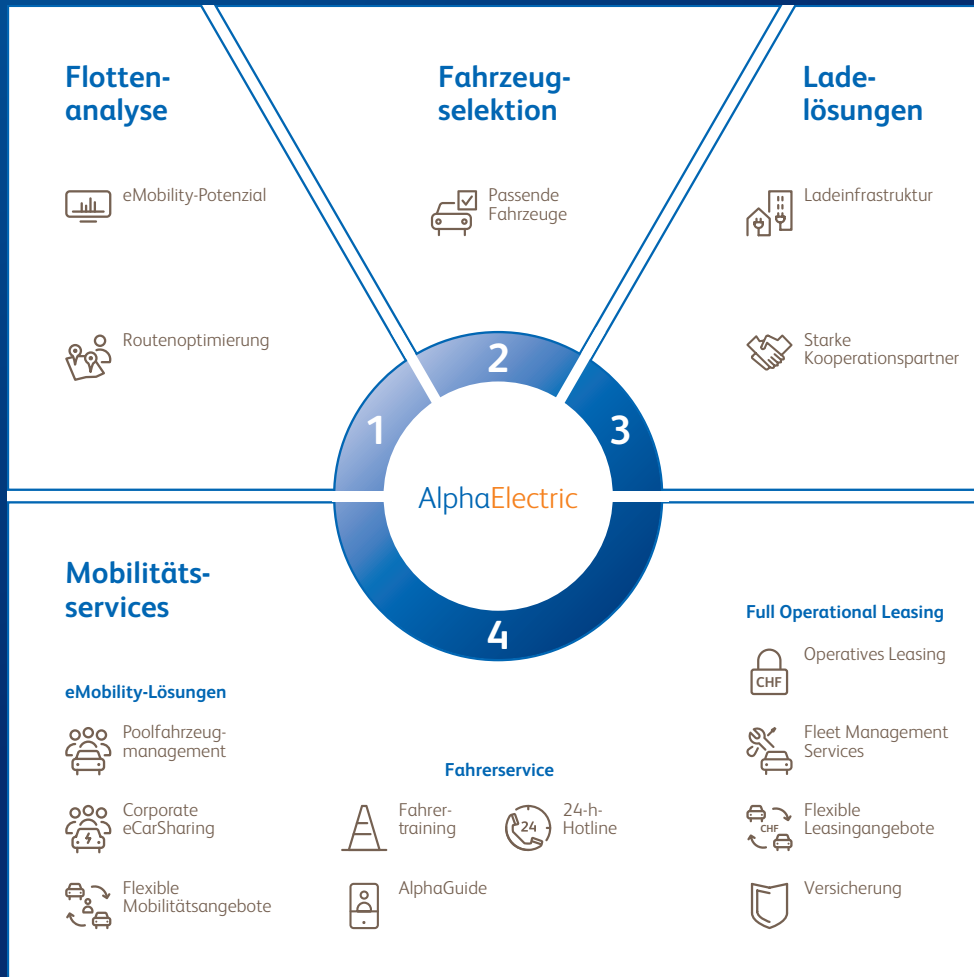 Flotten-
analyse
eMobility-Potenzial
Routenoptimierung
Fahrzeug-
selektion
Passende
Fahrzeuge
Lade-
lösungen
Ladeinfrastruktur
Starke
Kooperationspartner
1
2
3
AlphaElectric
4
Mobilitäts-
services
eMobility-Lösungen
Poolfahrzeug-
management
Corporate
eCarSharing
Flexible
Mobilitätsangebote
Fahrerservice
Fahrer-
training
24
24-h-
Hotline
AlphaGuide
Full Operational Leasing
CHF
Operatives Leasing
Fleet Management
Services
CHF
Flexible
Leasingangebote
Versicherung